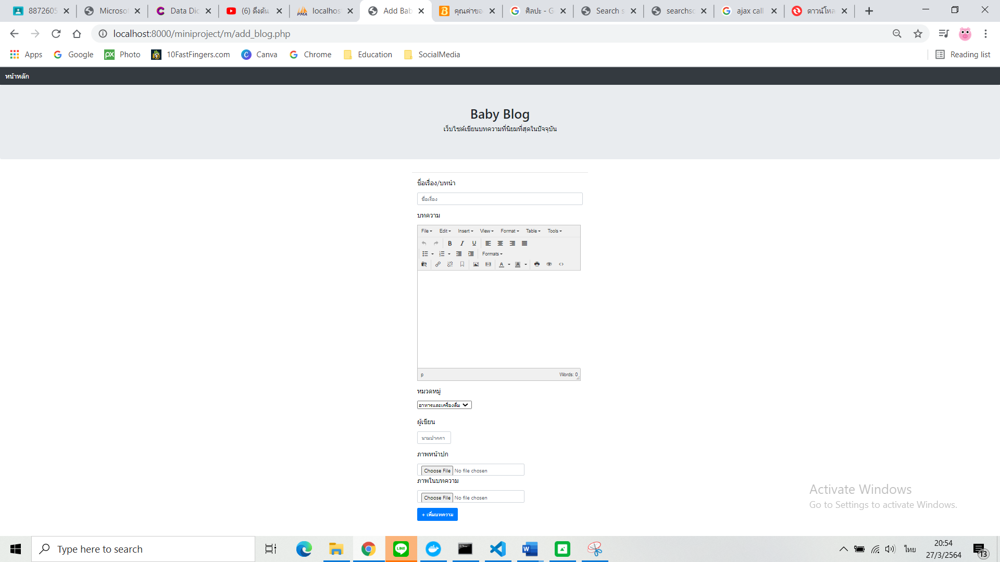 8872605
Microso
Data Dic
(6) ดึงดัน
localhos
Add Bab
คุณค่าขอ
ศิลปะ - G
Search s
searchsc
ajax call
ดาวน์โหล
localhost:8000/miniproject/m/add_blog.php
Apps
Google
Photo
10FastFingers.com
Canva
Chrome
Education
SocialMedia
Reading list
หน้าหลัก
Baby Blog
เว็บไซต์เขียนบทความที่นิยมที่สุดในปัจจุบัน
ชื่อเรื่อง/บทนำ
ชื่อเรื่อง
บทความ
File Edit Insert View Format Table Tools
B I U
Formats
A A
p Words: 0
หมวดหมู่
อาหารและเครื่องดื่ม
ผู้เขียน
นามปากกา
ภาพหน้าปก
Choose File No file chosen
ภาพในบทความ
Choose File No file chosen
+ เพิ่มบทความ
Activate Windows
Go to Settings to activate Windows.
Type here to search
LINE
W
ไทย
20:54
27/3/2564
13